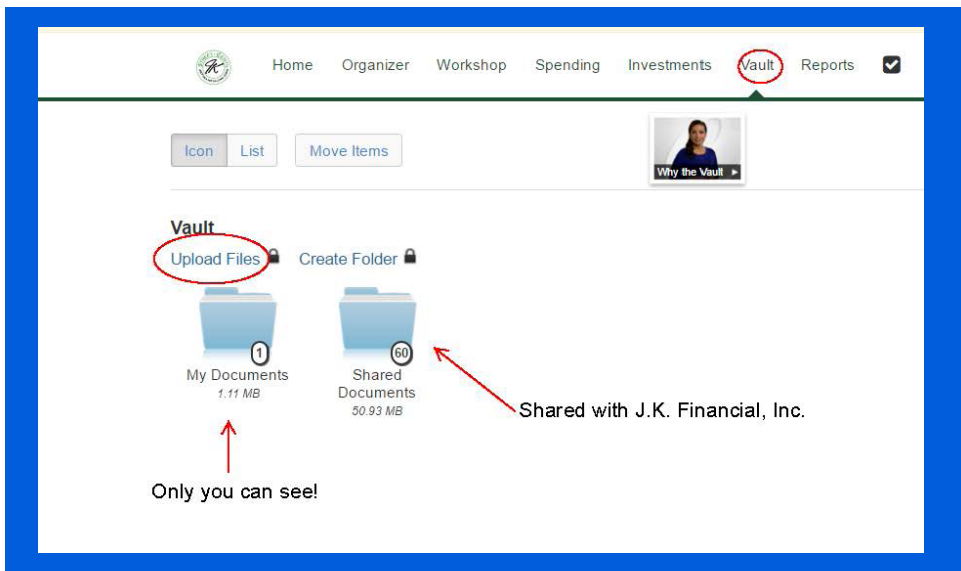 Home Organizer Workshop Spending Investments Vault Reports
Icon List Move Items
Why the Vault
Vault
Upload Files Create Folder
1 60
My Documents Shared
1.11 MB Documents
50.93 MB
Shared with J.K. Financial, Inc.
Only you can see!